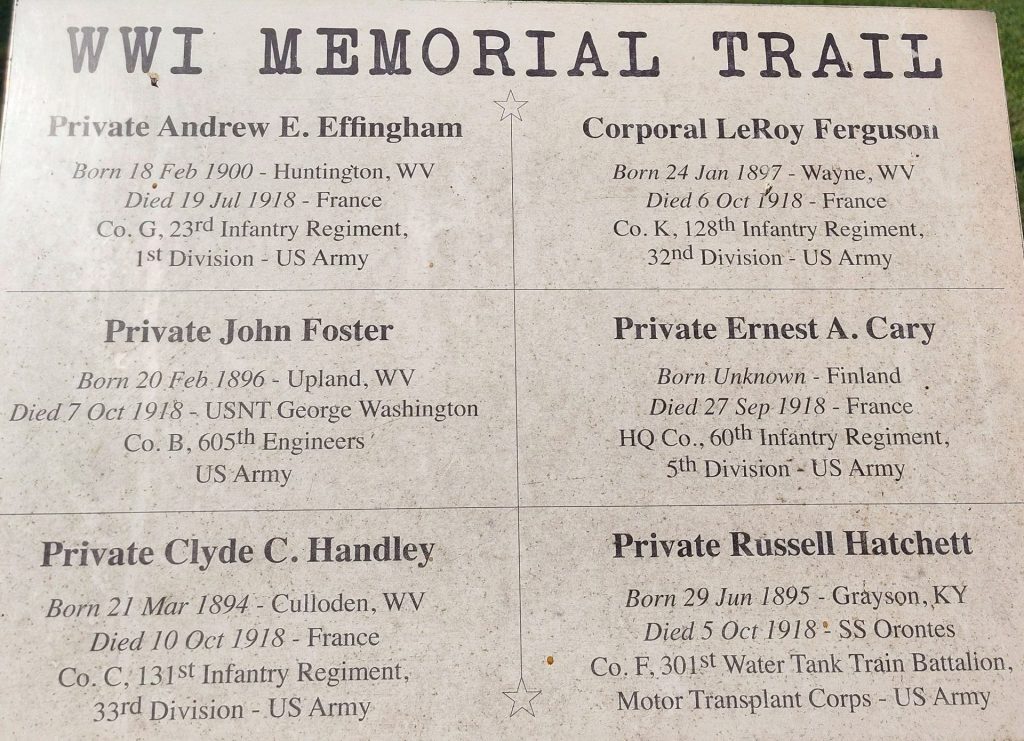 WWI MEMORIAL TRAIL
Private Andrew E. Effingham
Born 18 Feb 1900 - Huntington, WV
Died 19 Jul 1918 - France
Co. G, 23rd Infantry Regiment,
1st Division - US Army
Corporal LeRoy Ferguson
Born 24 Jan 1897 - Wayne, WV
Died 6 Oct 1918 - France
Co. K, 128th Infantry Regiment,
32nd Division - US Army
Private John Foster
Born 20 Feb 1896 - Upland, WV
Died 7 Oct 1918 - USNT George Washington
Co. B, 605th Engineers
US Army
Private Ernest A. Cary
Born Unknown - Finland
Died 27 Sep 1918 - France
HQ Co., 60th Infantry Regiment,
5th Division - US Army
Private Clyde C. Handley
Born 21 Mar 1894 - Culloden, WV
Died 10 Oct 1918 - France
Co. C, 131st Infantry Regiment,
33rd Division - US Army
Private Russell Hatchett
Born 29 Jun 1895 - Grayson, KY
Died 5 Oct 1918 - SS Orontes
Co. F, 301st Water Tank Train Battalion,
Motor Transplant Corps - US Army